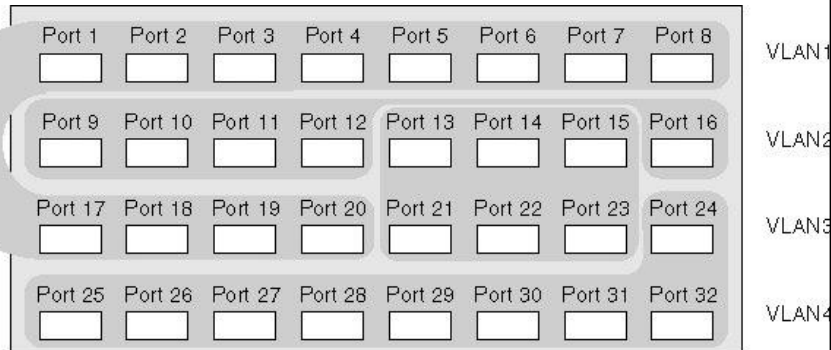 Port 1 Port 2 Port 3 Port 4 Port 5 Port 6 Port 7 Port 8 VLAN1
Port 9 Port 10 Port 11 Port 12 Port 13 Port 14 Port 15 Port 16 VLAN2
Port 17 Port 18 Port 19 Port 20 Port 21 Port 22 Port 23 Port 24 VLAN3
Port 25 Port 26 Port 27 Port 28 Port 29 Port 30 Port 31 Port 32 VLAN4